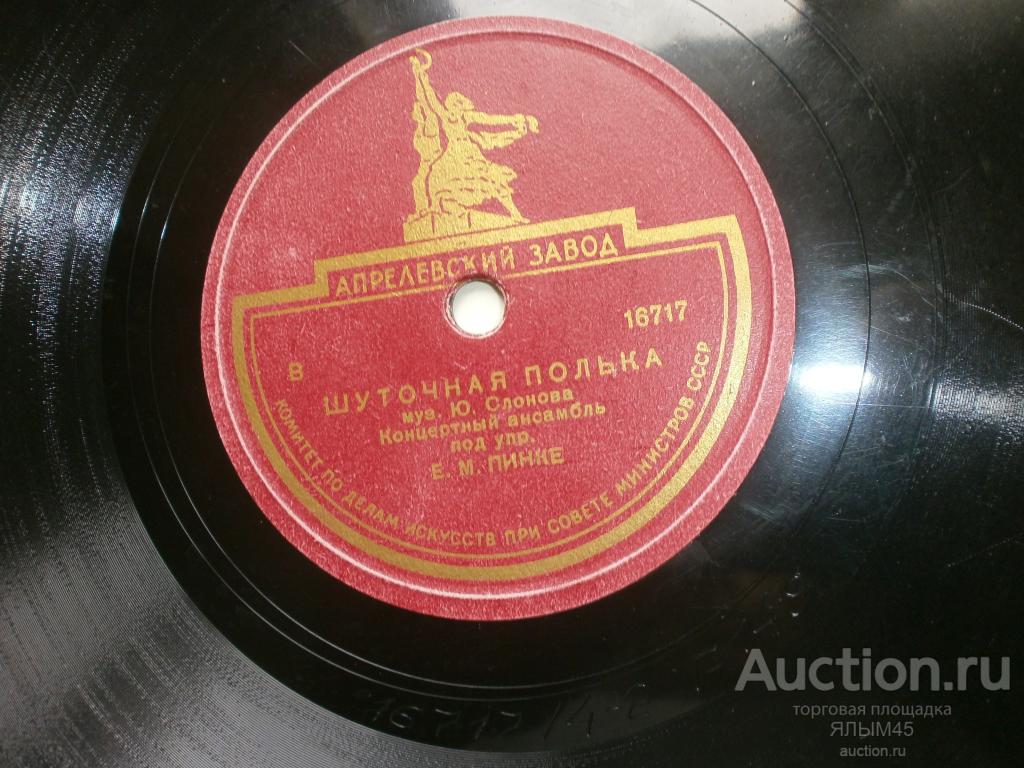 АПРЕЛЕВСКИЙ ЗАВОД
16717
В
ШУТОЧНАЯ ПОЛЬКА
муз. Ю. Слонова
Концертный ансамбль
под упр.
Е. М. ПИНКЕ
КОМИТЕТ ПО ДЕЛАМ ИСКУССТВ ПРИ СОВЕТЕ МИНИСТРОВ СССР
Auction.ru
торговая площадка
ЯЛЫМ45
auction.ru